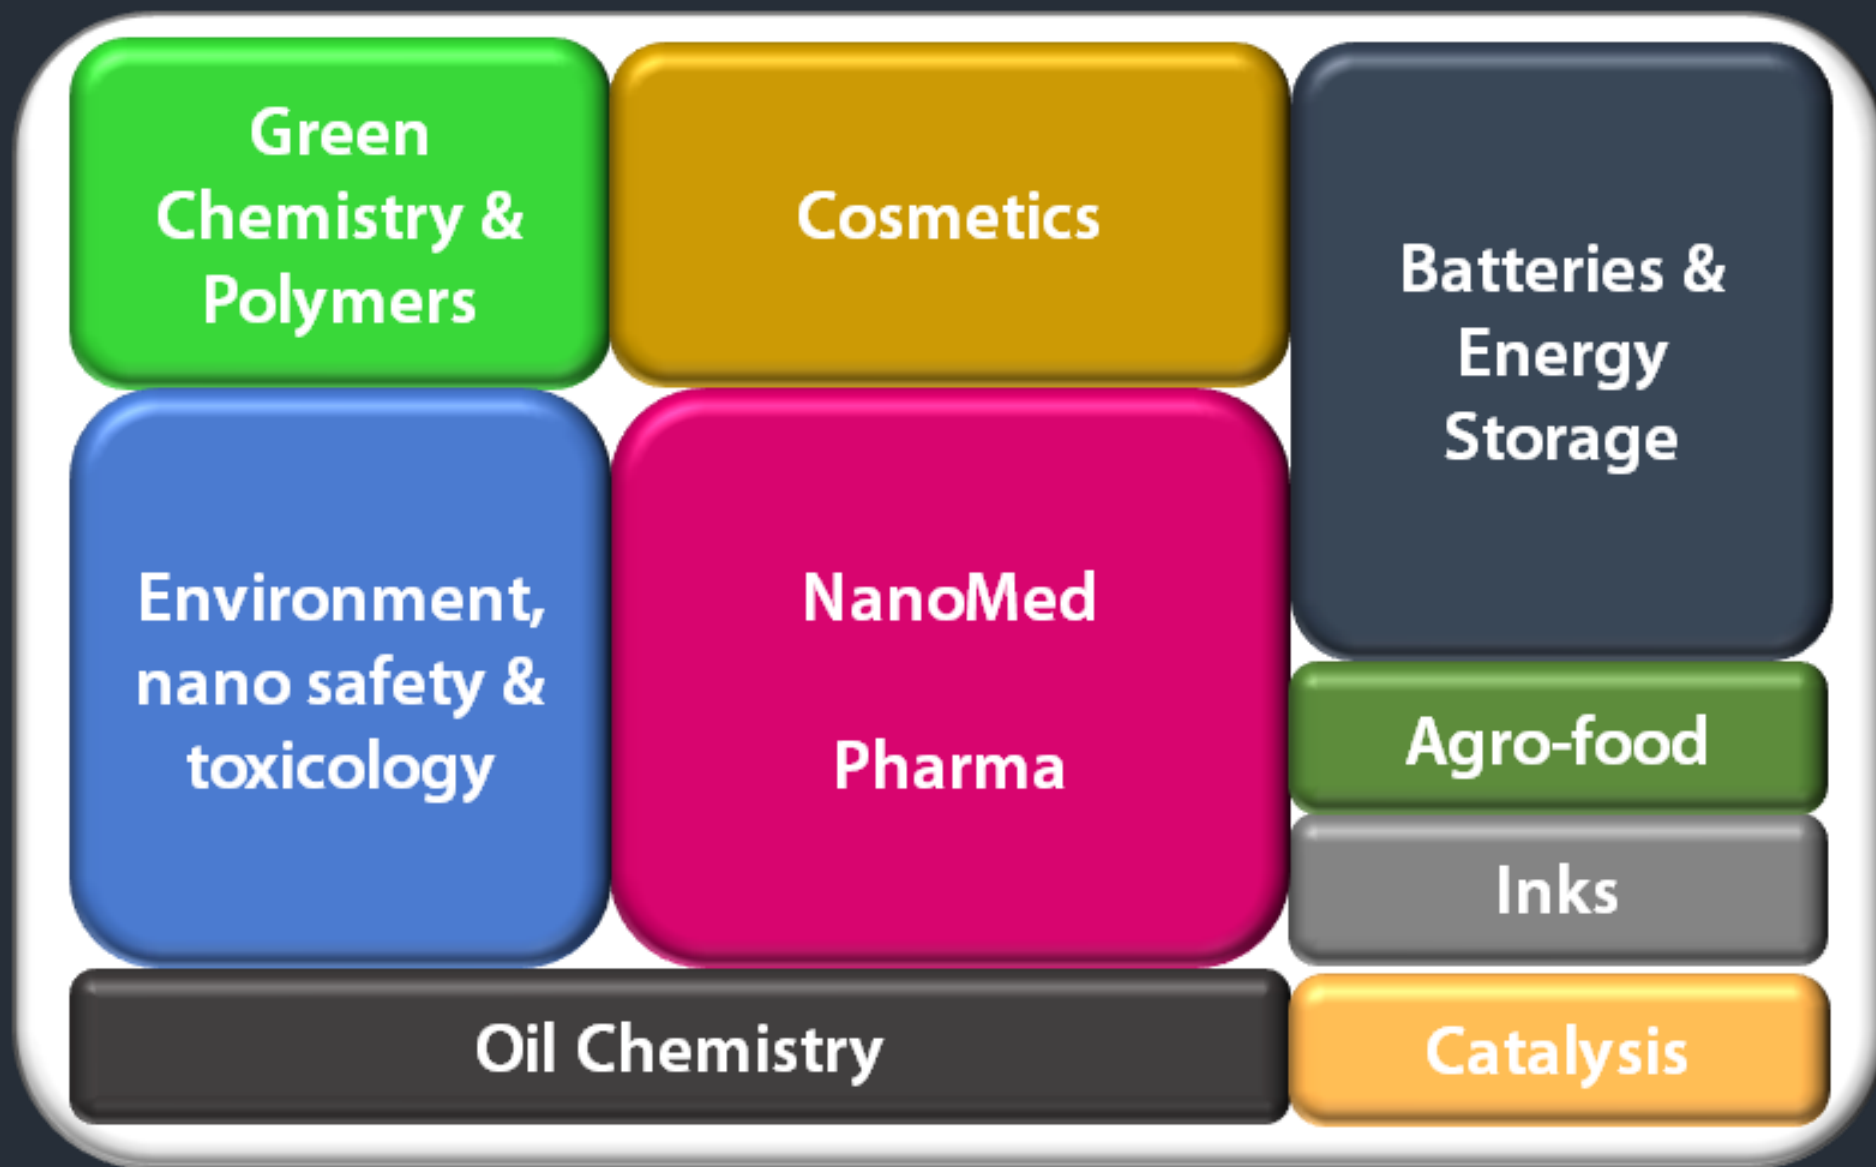 Green
Chemistry &
Polymers
Cosmetics
Batteries &
Energy
Storage
Environment,
nano safety &
toxicology
NanoMed
Pharma
Agro-food
Inks
Oil Chemistry
Catalysis